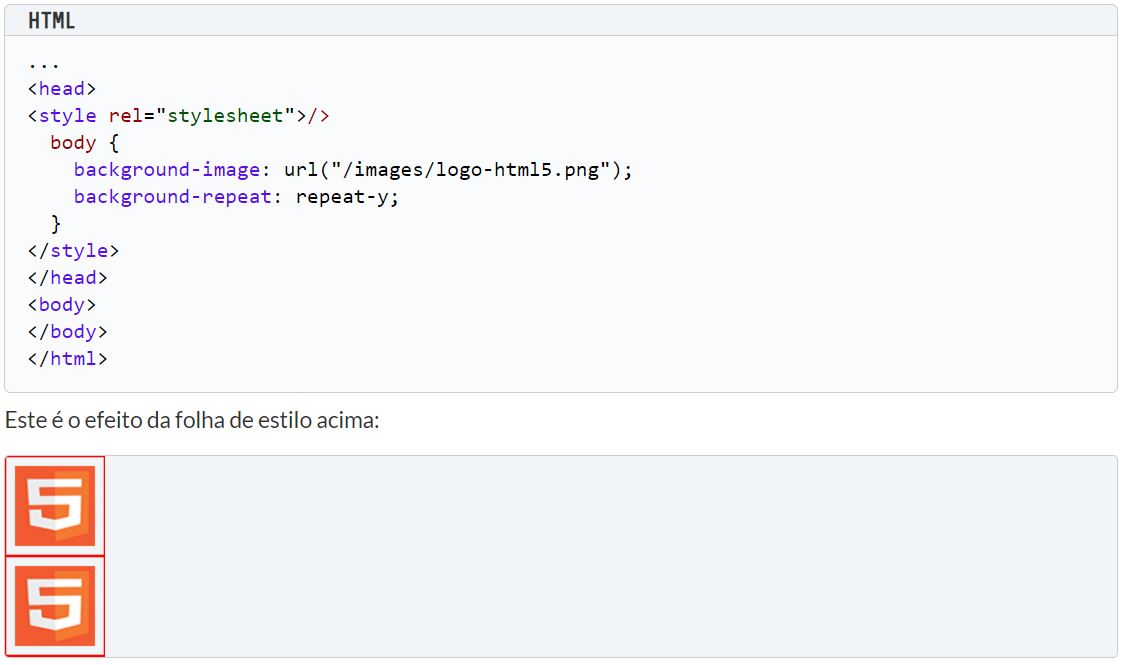 HTML
...
<head>
<style rel="stylesheet">/>
  body {
    background-image: url("/images/logo-html5.png");
    background-repeat: repeat-y;
  }
</style>
</head>
<body>
</body>
</html>
Este é o efeito da folha de estilo acima:
5
5